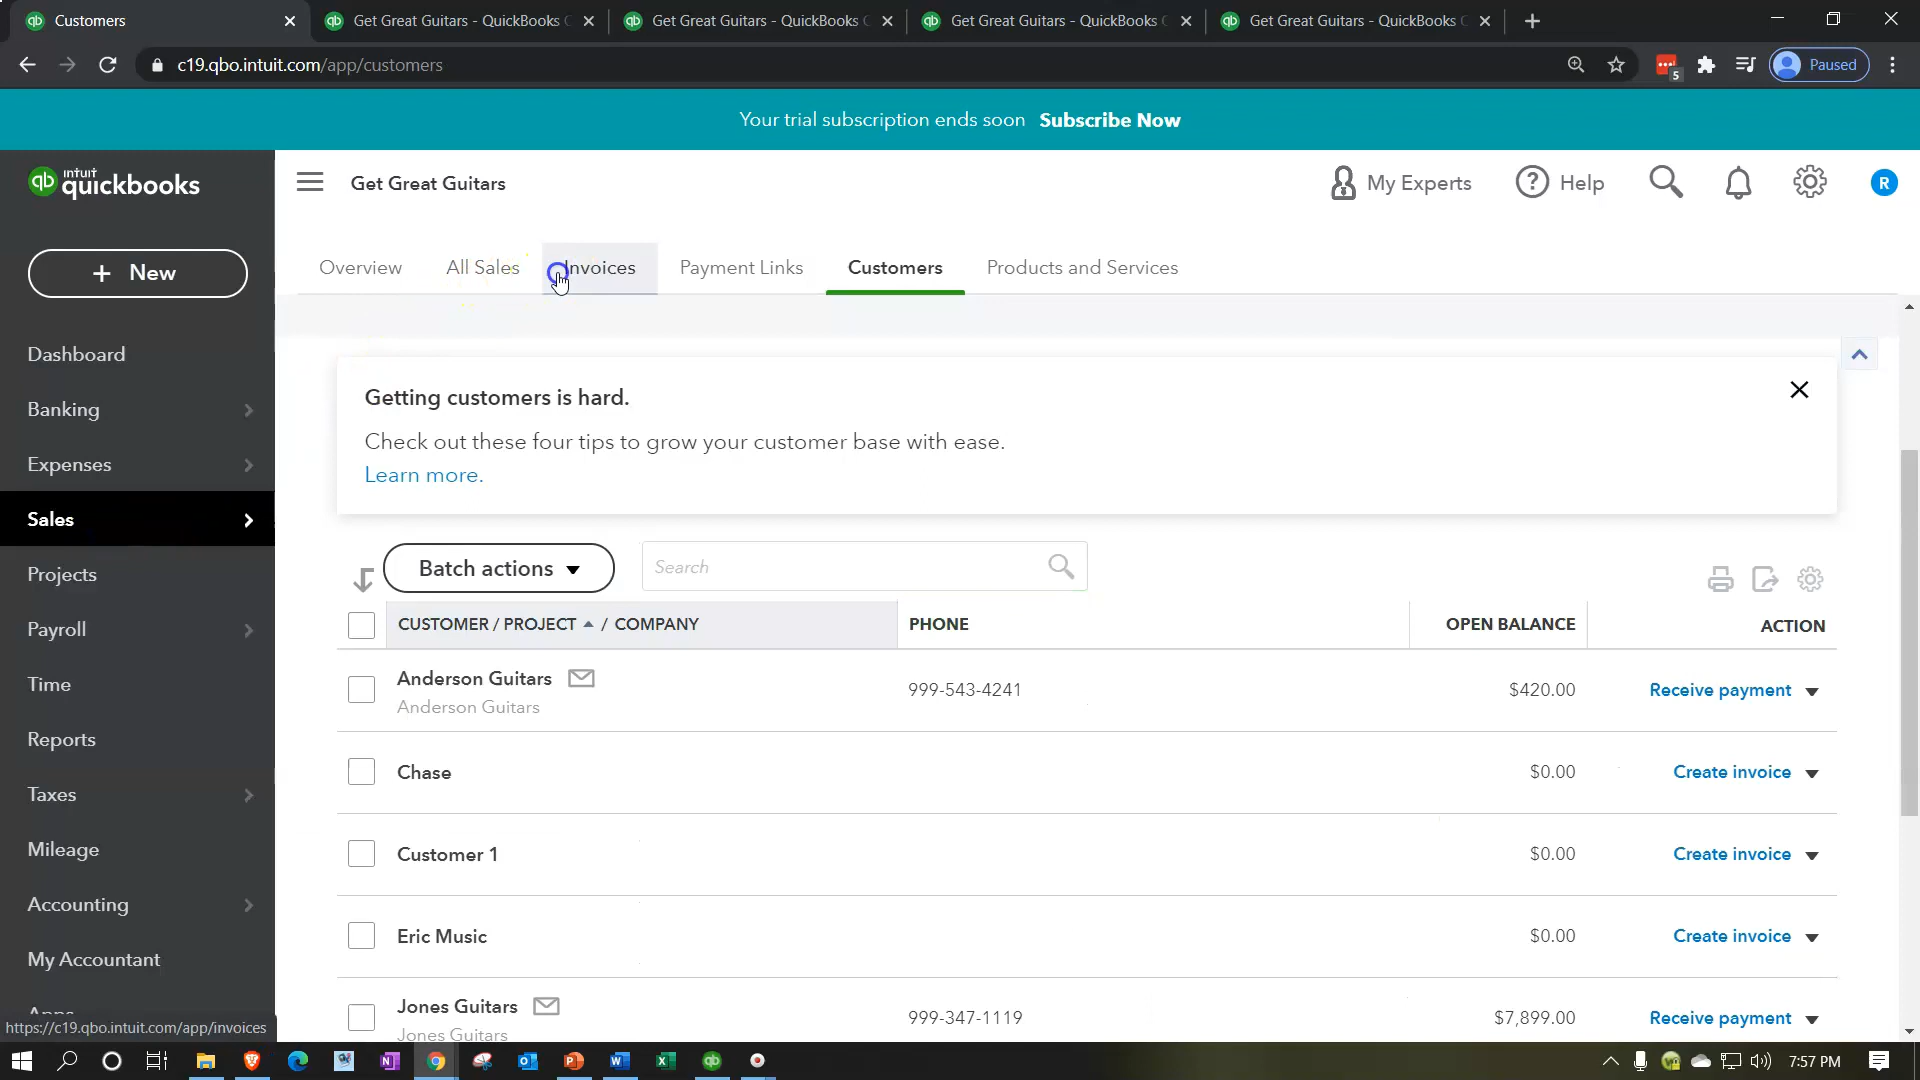 Customers
Get Great Guitars - QuickBooks
Get Great Guitars - QuickBooks
Get Great Guitars - QuickBooks
Get Great Guitars - QuickBooks
c19.qbo.intuit.com/app/customers
5
Paused
Your trial subscription ends soon Subscribe Now
qb intuit quickbooks
Get Great Guitars
My Experts
? Help
R
+ New
Overview
All Sales
Invoices
Payment Links
Customers
Products and Services
Dashboard
Banking
Expenses
Sales
Projects
Payroll
Time
Reports
Taxes
Mileage
Accounting
My Accountant
Apps
https://c19.qbo.intuit.com/app/invoices
Getting customers is hard.
Check out these four tips to grow your customer base with ease.
Learn more.
Batch actions
Search
CUSTOMER / PROJECT / COMPANY PHONE OPEN BALANCE ACTION
Anderson Guitars 999-543-4241 $420.00 Receive payment
Anderson Guitars
Chase $0.00 Create invoice
Customer 1 $0.00 Create invoice
Eric Music $0.00 Create invoice
Jones Guitars 999-347-1119 $7,899.00 Receive payment
Jones Guitars
7:57 PM